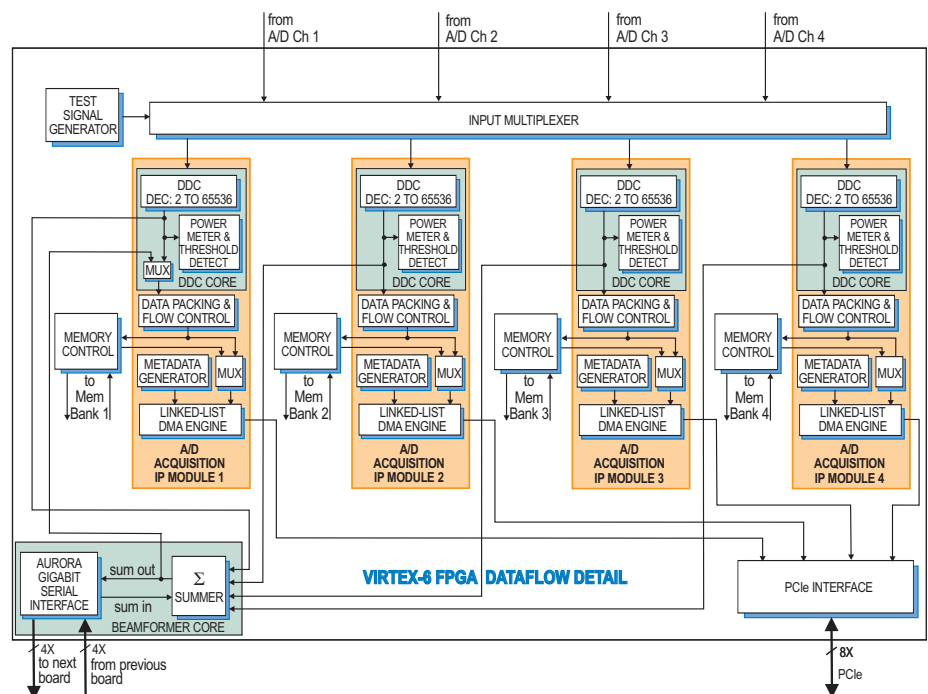 from
A/D Ch 1
from
A/D Ch 2
from
A/D Ch 3
from
A/D Ch 4
TEST
SIGNAL
GENERATOR
INPUT MULTIPLEXER
DDC
DEC: 2 TO 65536
POWER
METER &
THRESHOLD
DETECT
MUX
DDC CORE
DATA PACKING &
FLOW CONTROL
MEMORY
CONTROL
METADATA
GENERATOR
MUX
to
Mem
Bank 1
LINKED-LIST
DMA ENGINE
A/D
ACQUISITION
IP MODULE 1
DDC
DEC: 2 TO 65536
POWER
METER &
THRESHOLD
DETECT
DDC CORE
DATA PACKING &
FLOW CONTROL
MEMORY
CONTROL
METADATA
GENERATOR
MUX
to
Mem
Bank 2
LINKED-LIST
DMA ENGINE
A/D
ACQUISITION
IP MODULE 2
DDC
DEC: 2 TO 65536
POWER
METER &
THRESHOLD
DETECT
DDC CORE
DATA PACKING &
FLOW CONTROL
MEMORY
CONTROL
METADATA
GENERATOR
MUX
to
Mem
Bank 3
LINKED-LIST
DMA ENGINE
A/D
ACQUISITION
IP MODULE 3
DDC
DEC: 2 TO 65536
POWER
METER &
THRESHOLD
DETECT
DDC CORE
DATA PACKING &
FLOW CONTROL
MEMORY
CONTROL
METADATA
GENERATOR
MUX
to
Mem
Bank 4
LINKED-LIST
DMA ENGINE
A/D
ACQUISITION
IP MODULE 4
AURORA
GIGABIT
SERIAL
INTERFACE
sum out
sum in
Σ
SUMMER
BEAMFORMER CORE
VIRTEX-6 FPGA DATAFLOW DETAIL
PCIe INTERFACE
4X
to next
board
4X
from previous
board
8X
PCIe